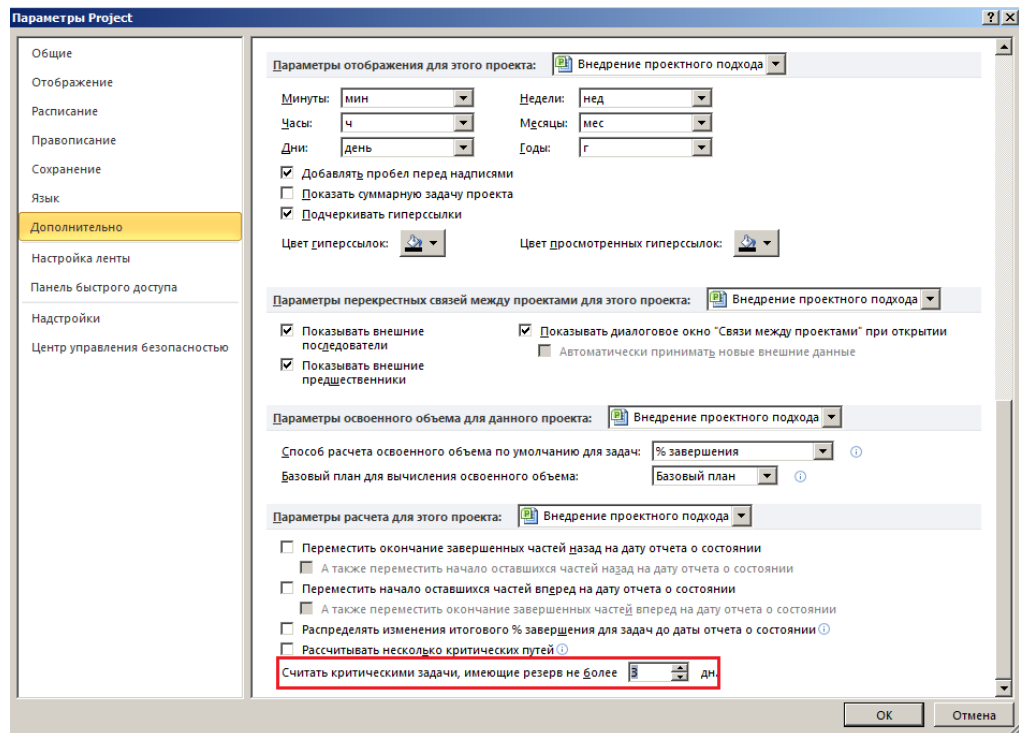 Параметры Project
Общие
Отображение
Расписание
Правописание
Сохранение
Язык
Дополнительно
Настройка ленты
Панель быстрого доступа
Надстройки
Центр управления безопасностью
Параметры отображения для этого проекта: Внедрение проектного подхода
Минуты: мин Недели: нед
Часы: ч Месяцы: мес
Дни: день Годы: г
Добавлять пробел перед надписями
Показать суммарную задачу проекта
Подчеркивать гиперссылки
Цвет гиперссылок: Цвет просмотренных гиперссылок:
Параметры перекрестных связей между проектами для этого проекта: Внедрение проектного подхода
Показывать внешние последователи
Показывать внешние предшественники
Показывать диалоговое окно "Связи между проектами" при открытии
Автоматически принимать новые внешние данные
Параметры освоенного объема для данного проекта: Внедрение проектного подхода
Способ расчета освоенного объема по умолчанию для задач: % завершения
Базовый план для вычисления освоенного объема: Базовый план
Параметры расчета для этого проекта: Внедрение проектного подхода
Переместить окончание завершенных частей назад на дату отчета о состоянии
А также переместить начало оставшихся частей назад на дату отчета о состоянии
Переместить начало оставшихся частей вперед на дату отчета о состоянии
А также переместить окончание завершенных частей вперед на дату отчета о состоянии
Распределять изменения итогового % завершения для задач до даты отчета о состоянии
Рассчитывать несколько критических путей
Считать критическими задачи, имеющие резерв не более 3 дн.
ОК Отмена